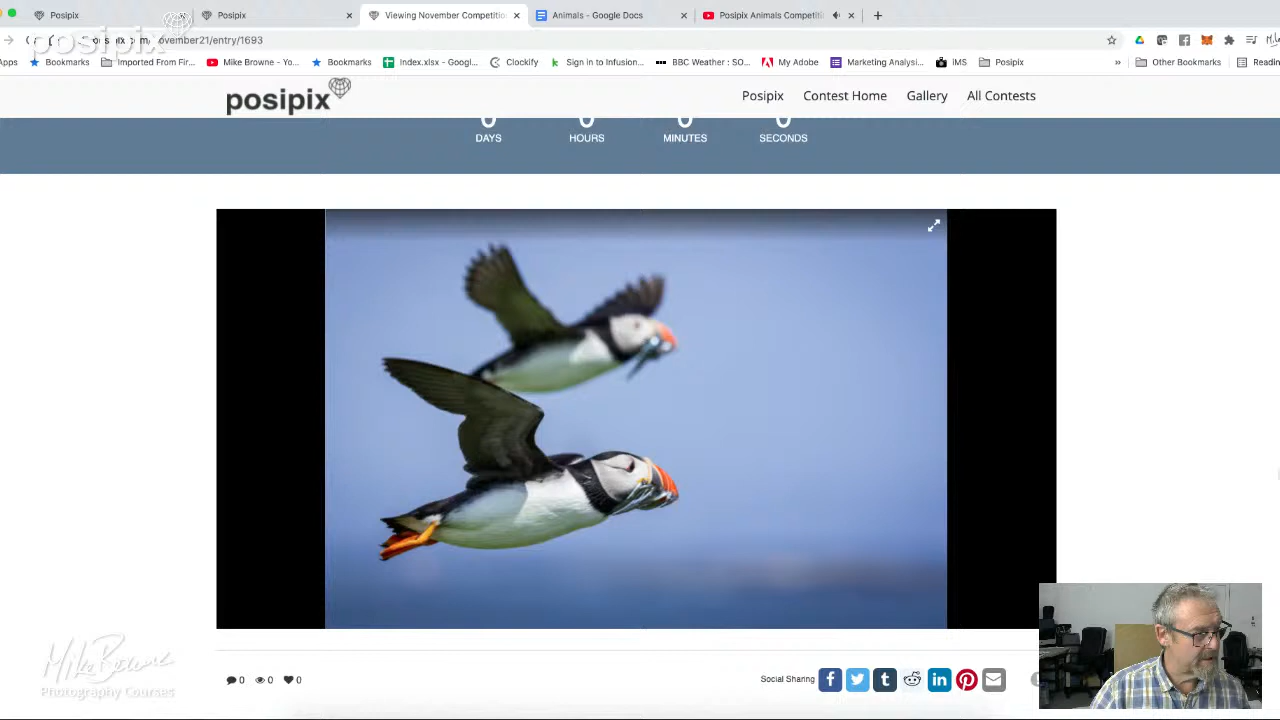 Posipix
Posipix
Viewing November Competitio
Animals - Google Docs
Posipix Animals Competiti
posipix
november21/entry/1693
Apps
Bookmarks
Imported From Fir...
Mike Browne - Yo...
Bookmarks
Index.xlsx - Googl...
Clockify
Sign in to Infusion...
BBC Weather : SO...
My Adobe
Marketing Analysi...
IMS
Posipix
»
Other Bookmarks
Readin
posipix
Posipix
Contest Home
Gallery
All Contests
0 0 0 0
DAYS
HOURS
MINUTES
SECONDS
0
0
0
Social Sharing
Mike Browne
Photography Courses